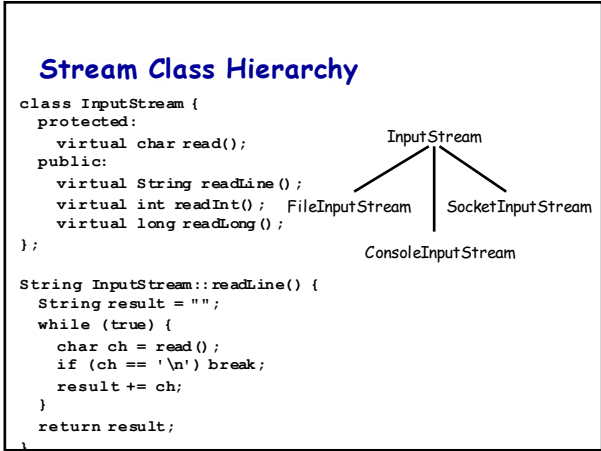 Stream Class Hierarchy
class InputStream {
protected:
virtual char read();
public:
virtual String readLine();
virtual int readInt();
virtual long readLong();
};
InputStream
FileInputStream
SocketInputStream
ConsoleInputStream
String InputStream::readLine() {
String result = "";
while (true) {
char ch = read();
if (ch == '\n') break;
result += ch;
}
return result;
}